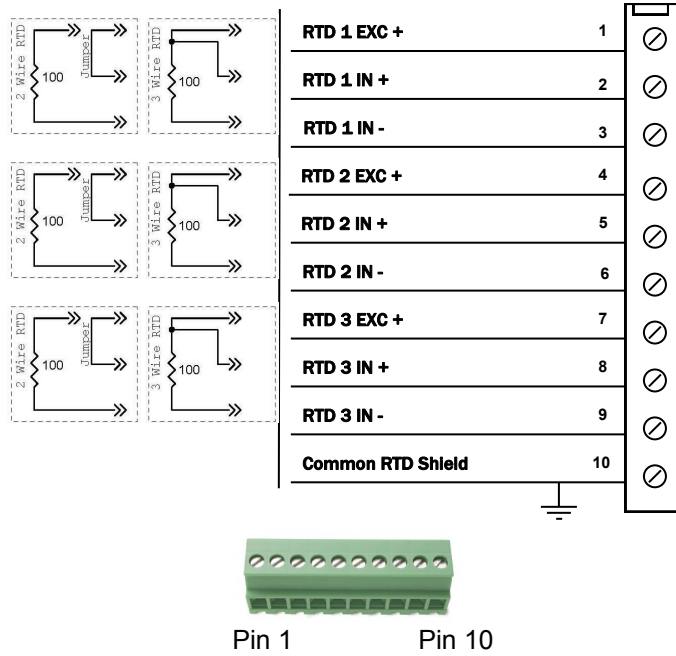 2 Wire RTD
100
Jumper
3 Wire RTD
100
RTD 1 EXC + 1
RTD 1 IN + 2
RTD 1 IN - 3
2 Wire RTD
100
Jumper
3 Wire RTD
100
RTD 2 EXC + 4
RTD 2 IN + 5
RTD 2 IN - 6
2 Wire RTD
100
Jumper
3 Wire RTD
100
RTD 3 EXC + 7
RTD 3 IN + 8
RTD 3 IN - 9
Common RTD Shield 10
Pin 1 Pin 10